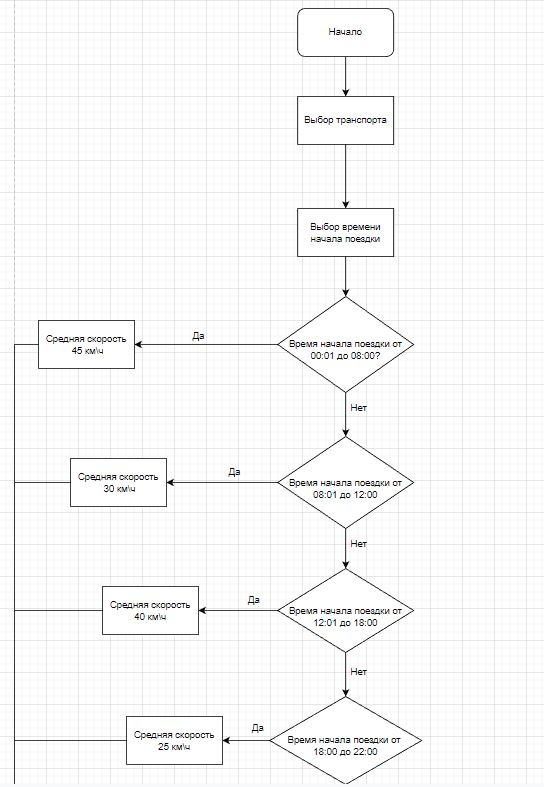 Начало
Выбор транспорта
Выбор времени
начала поездки
Время начала поездки от
00:01 до 08:00?
Да
Средняя скорость
45 км\ч
Нет
Время начала поездки от
08:01 до 12:00
Да
Средняя скорость
30 км\ч
Нет
Время начала поездки от
12:01 до 18:00
Да
Средняя скорость
40 км\ч
Нет
Время начала поездки от
18:00 до 22:00
Да
Средняя скорость
25 км\ч